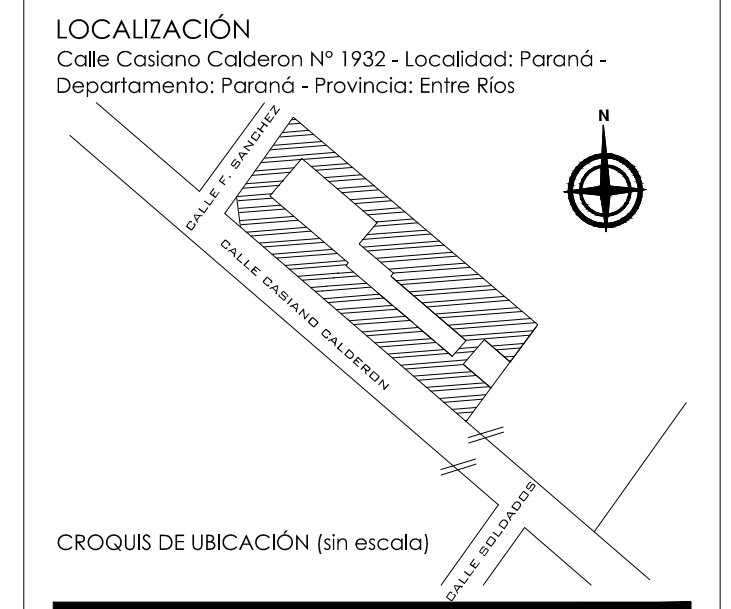 LOCALIZACIÓN
Calle Casiano Calderon N° 1932 - Localidad: Paraná -
Departamento: Paraná - Provincia: Entre Ríos
N
CALLE F. SANCHEZ
CALLE CASIANO CALDERON
CALLE SOLDADOS
CROQUIS DE UBICACIÓN (sin escala)